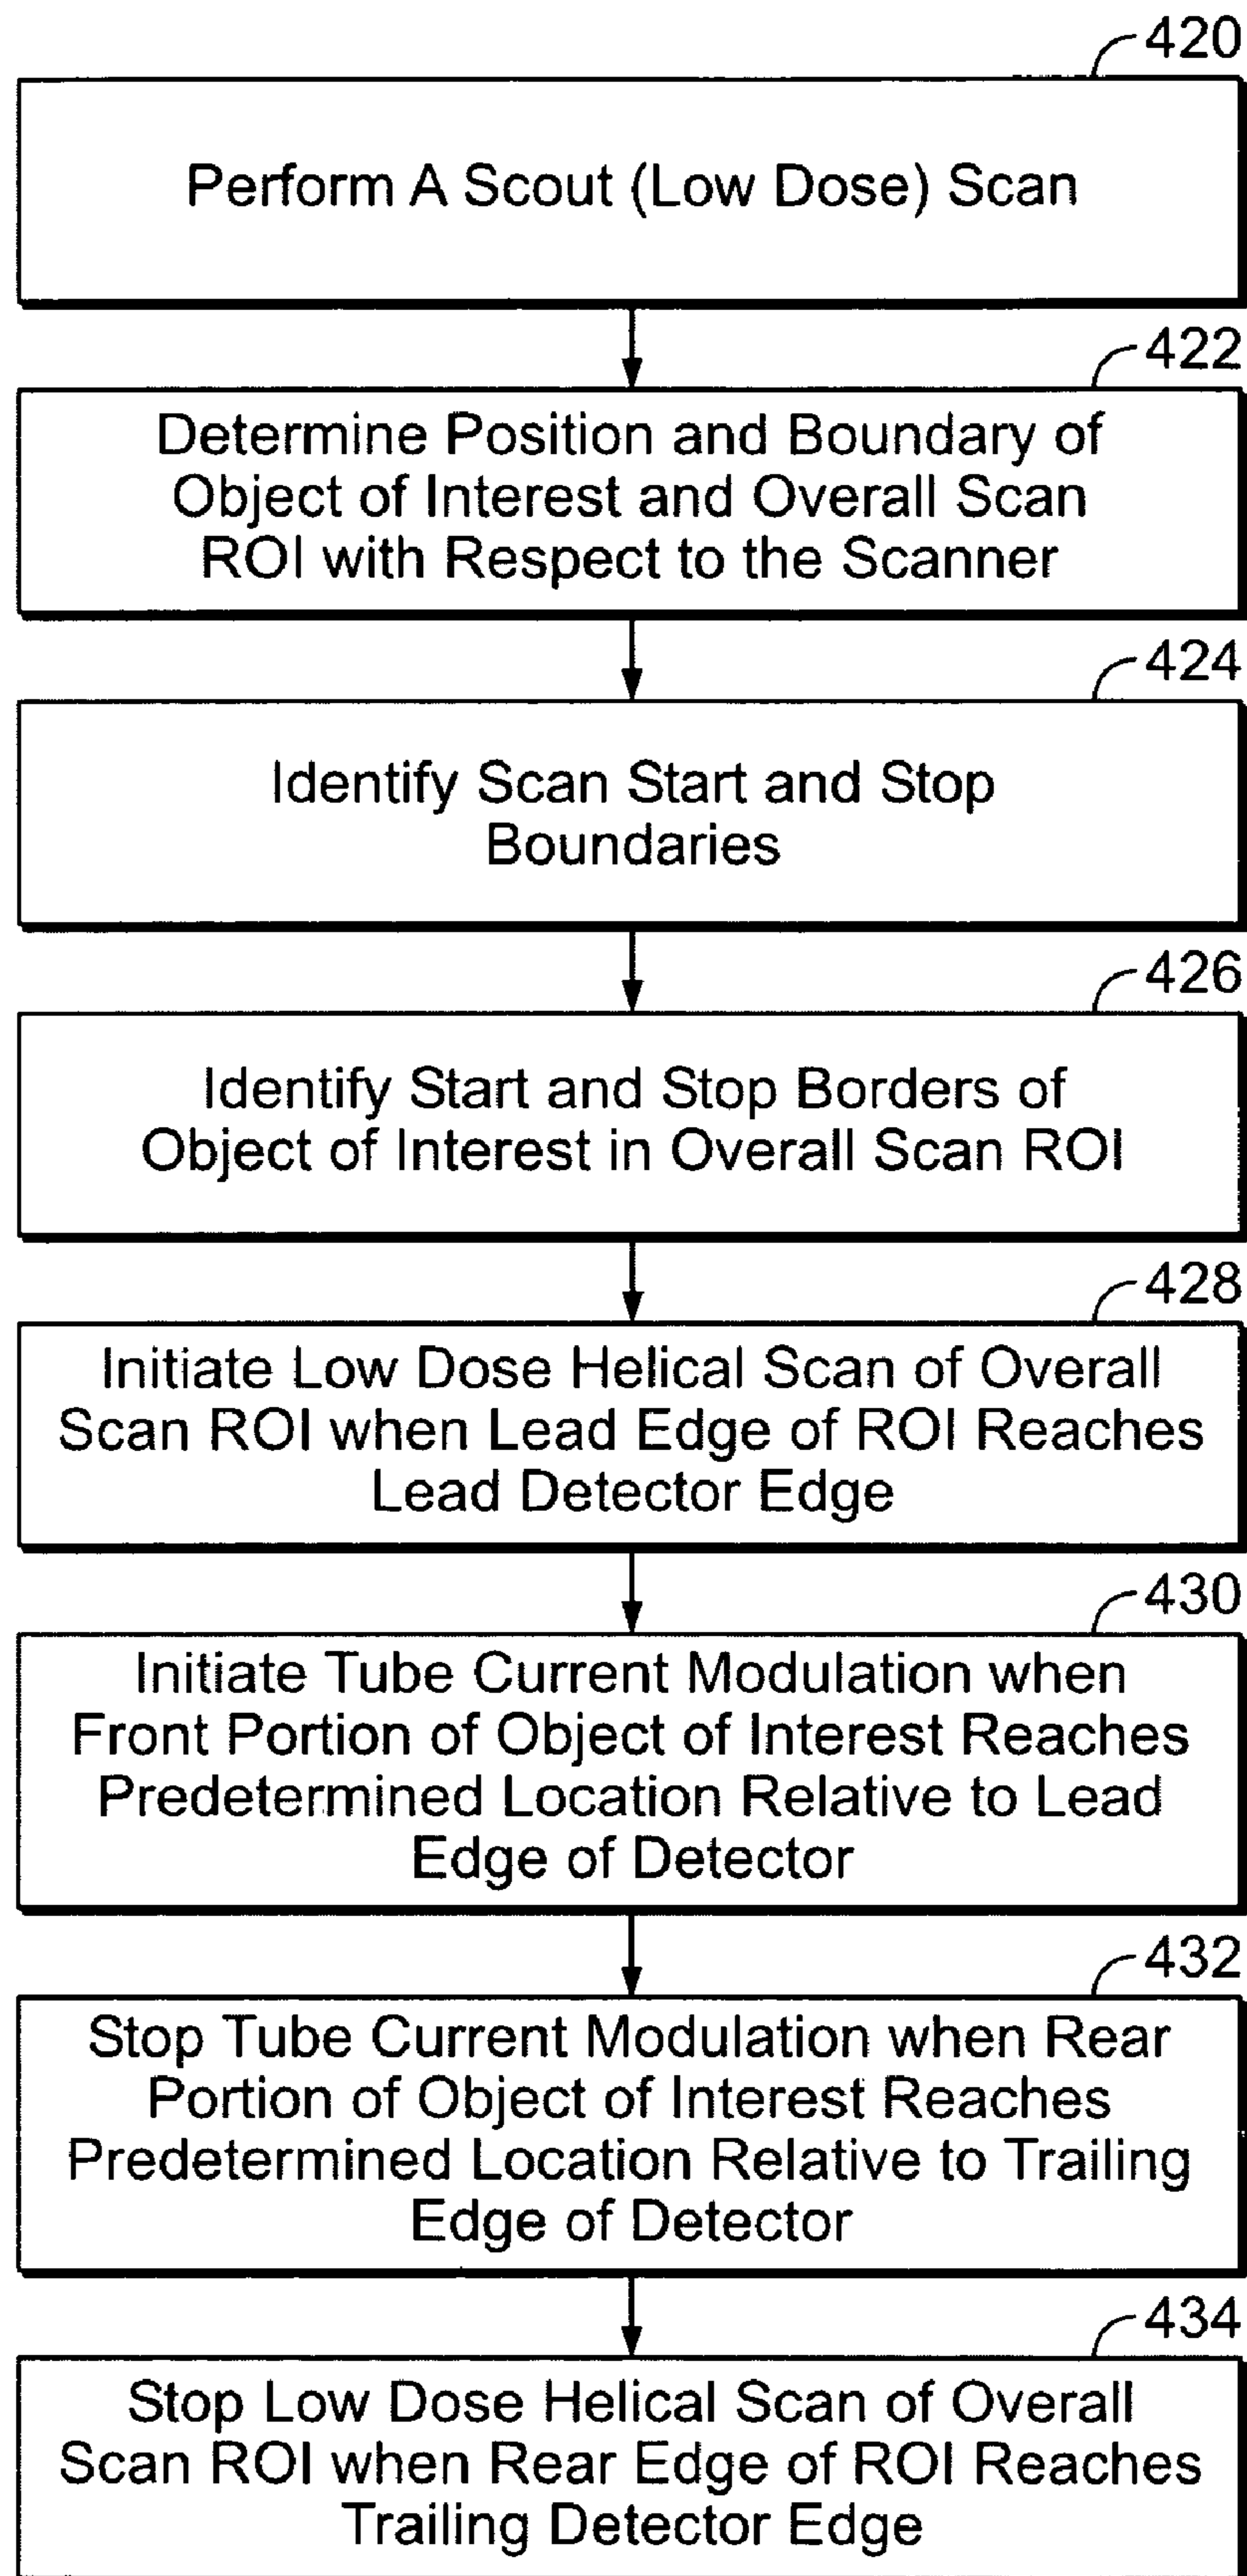 420
Perform A Scout (Low Dose) Scan
422
Determine Position and Boundary of
Object of Interest and Overall Scan
ROI with Respect to the Scanner
424
Identify Scan Start and Stop
Boundaries
426
Identify Start and Stop Borders of
Object of Interest in Overall Scan ROI
428
Initiate Low Dose Helical Scan of Overall
Scan ROI when Lead Edge of ROI Reaches
Lead Detector Edge
430
Initiate Tube Current Modulation when
Front Portion of Object of Interest Reaches
Predetermined Location Relative to Lead
Edge of Detector
432
Stop Tube Current Modulation when Rear
Portion of Object of Interest Reaches
Predetermined Location Relative to Trailing
Edge of Detector
434
Stop Low Dose Helical Scan of Overall
Scan ROI when Rear Edge of ROI Reaches
Trailing Detector Edge